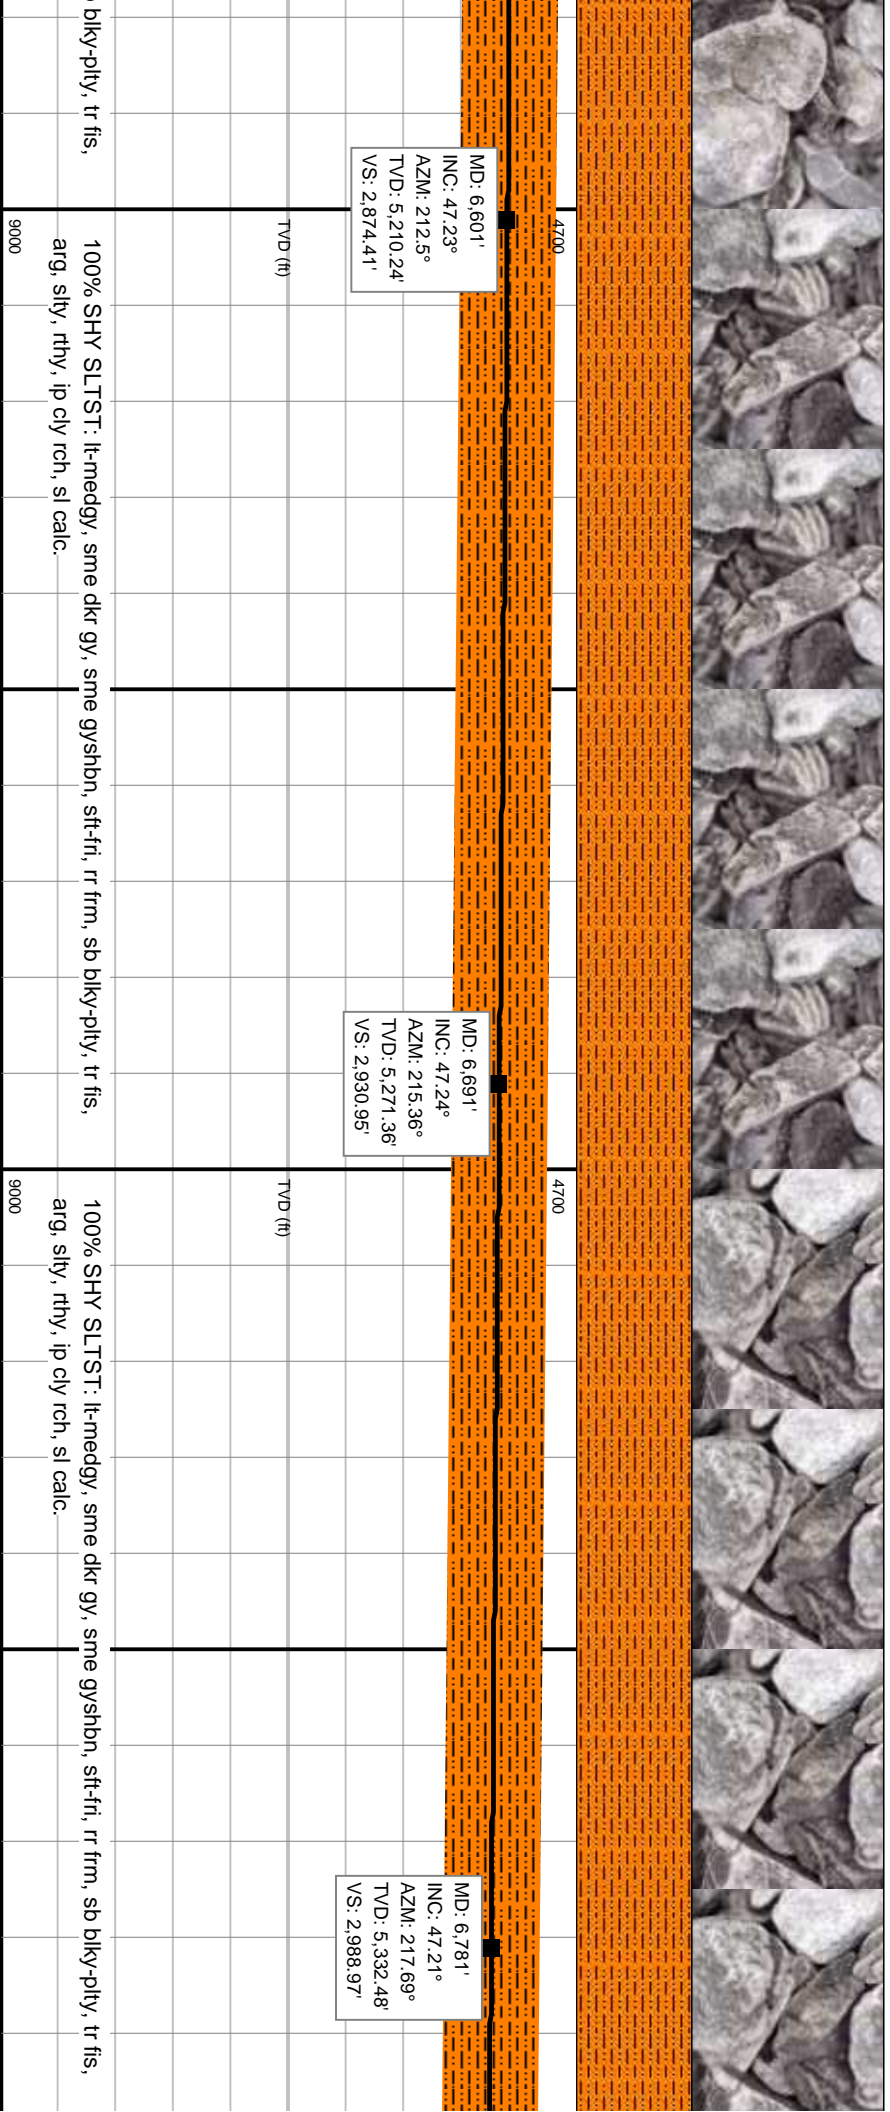 blky-plty, tr fis,
MD: 6,601'
INC: 47.23°
AZM: 212.5°
TVD: 5,210.24'
VS: 2,874.41'
4700
TVD (ft)
9000
100% SHY SLTST: lt-medgy, sme dkr gy, sme gyshbn, sft-fri, rr frm, sb blky-plty, tr fis,
arg, slty, rthy, ip cly rch, sl calc.
MD: 6,691'
INC: 47.24°
AZM: 215.36°
TVD: 5,271.36'
VS: 2,930.95'
4700
TVD (ft)
9000
100% SHY SLTST: lt-medgy, sme dkr gy, sme gyshbn, sft-fri, rr frm, sb blky-plty, tr fis,
arg, slty, rthy, ip cly rch, sl calc.
MD: 6,781'
INC: 47.21°
AZM: 217.69°
TVD: 5,332.48'
VS: 2,988.97'